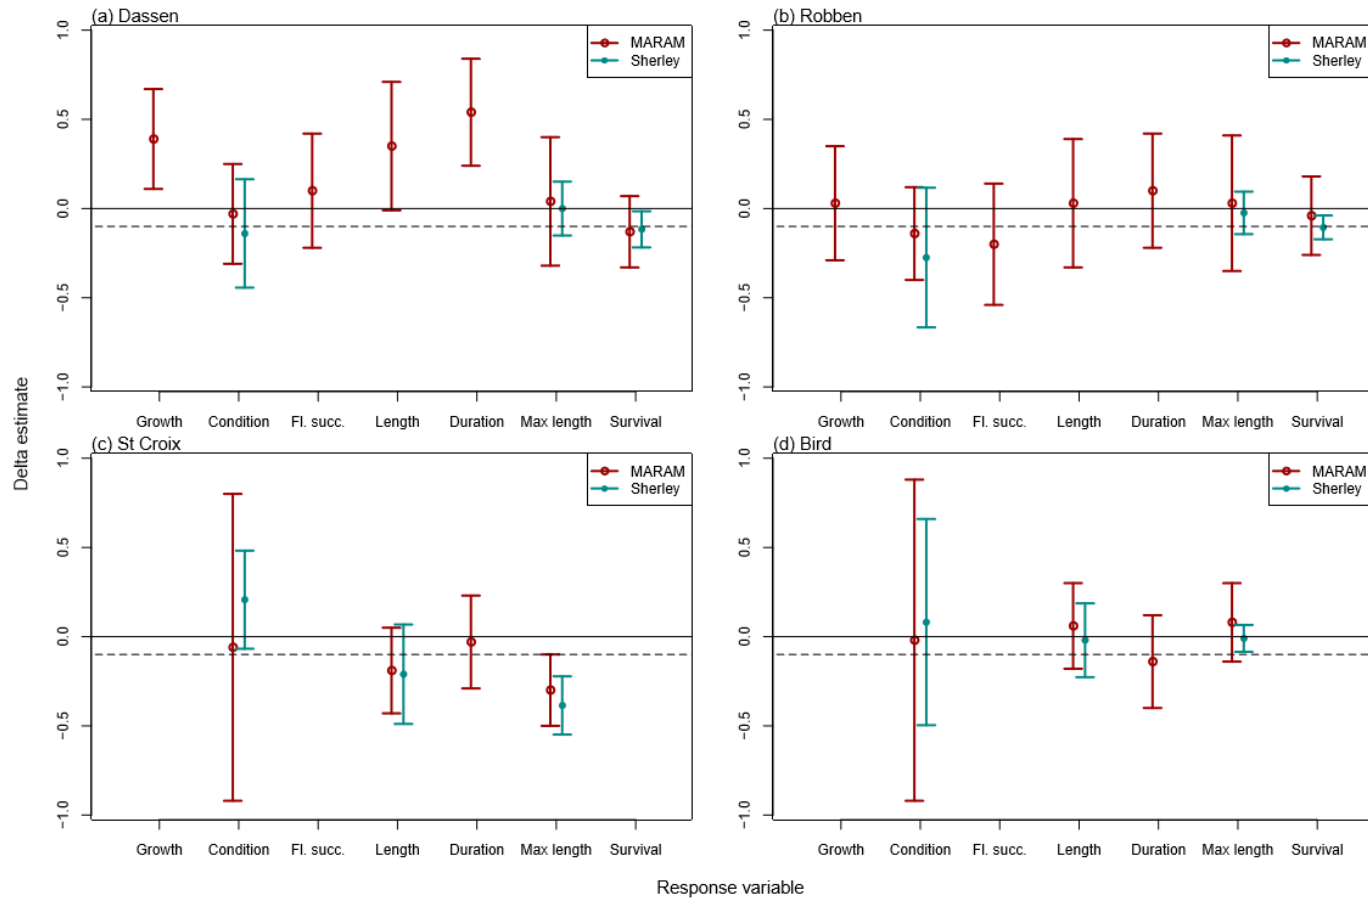 (a) Dassen
MARAM
Sherley
1.0
0.5
0.0
−0.5
−1.0
Growth Condition Fl. succ. Length Duration Max length Survival
(b) Robben
MARAM
Sherley
1.0
0.5
0.0
−0.5
−1.0
Growth Condition Fl. succ. Length Duration Max length Survival
(c) St Croix
MARAM
Sherley
1.0
0.5
0.0
−0.5
−1.0
Growth Condition Fl. succ. Length Duration Max length Survival
(d) Bird
MARAM
Sherley
1.0
0.5
0.0
−0.5
−1.0
Growth Condition Fl. succ. Length Duration Max length Survival
Delta estimate
Response variable